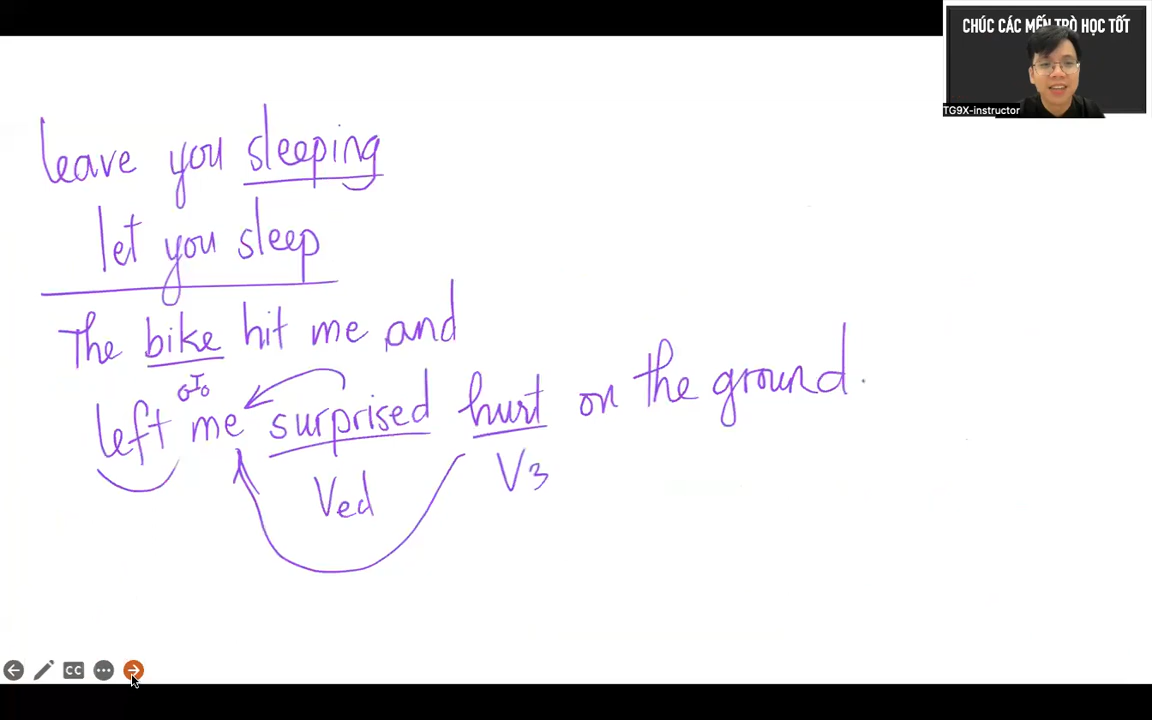 CHÚC CÁC MẾN TRÒ HỌC TỐT
TG9X-instructor
leave you sleeping
let you sleep
The bike hit me and
left me surprised hurt on the ground.
Ved
V3
CC